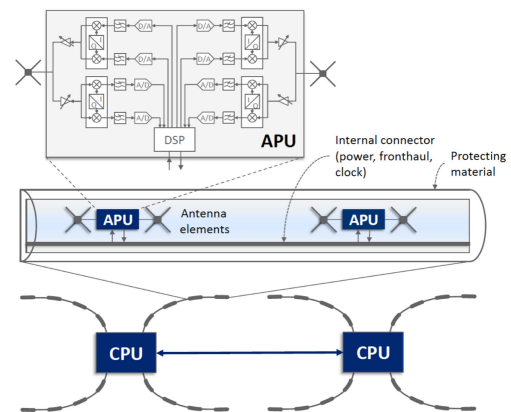 D/A
D/A
I
Q
I
Q
D/A
D/A
A/D
A/D
I
Q
I
Q
A/D
A/D
DSP
APU
Internal connector
(power, fronthaul,
clock)
Protecting
material
APU
Antenna
elements
APU
CPU
CPU